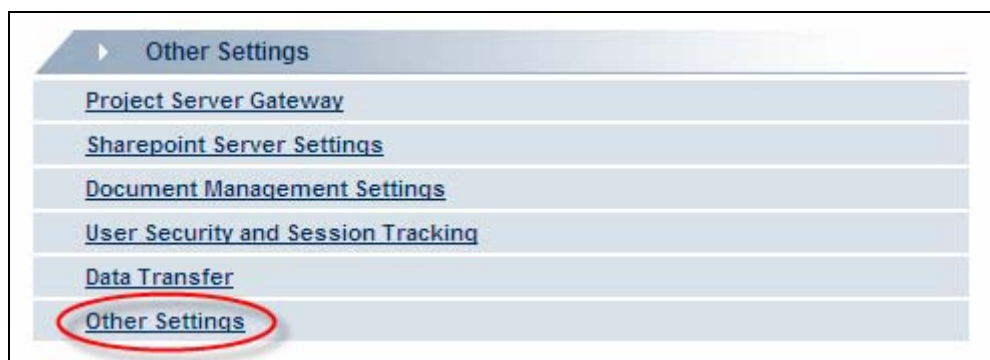 Other Settings
Project Server Gateway
Sharepoint Server Settings
Document Management Settings
User Security and Session Tracking
Data Transfer
Other Settings